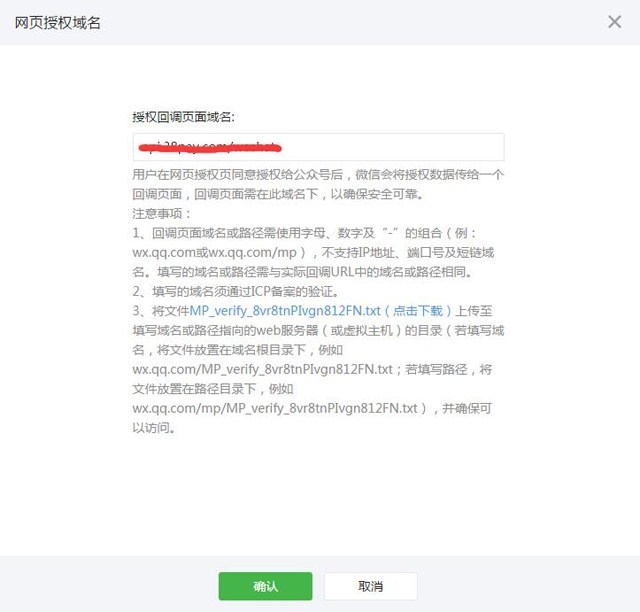 网页授权域名
授权回调页面域名:
用户在网页授权页同意授权给公众号后，微信会将授权数据传给一个
回调页面，回调页面需在此域名下，以确保安全可靠。
注意事项：
1、回调页面域名或路径需使用字母、数字及“-”的组合（例：
wx.qq.com或wx.qq.com/mp），不支持IP地址、端口号及短链域
名。填写的域名或路径需与实际回调URL中的域名或路径相同。
2、填写的域名须通过ICP备案的验证。
3、将文件MP_verify_8vr8tnPIvgn812FN.txt（点击下载）上传至
填写域名或路径指向的web服务器（或虚拟主机）的目录（若填写域
名，将文件放置在域名根目录下，例如
wx.qq.com/MP_verify_8vr8tnPIvgn812FN.txt；若填写路径，将
文件放置在路径目录下，例如
wx.qq.com/mp/MP_verify_8vr8tnPIvgn812FN.txt），并确保可
以访问。
确认
取消